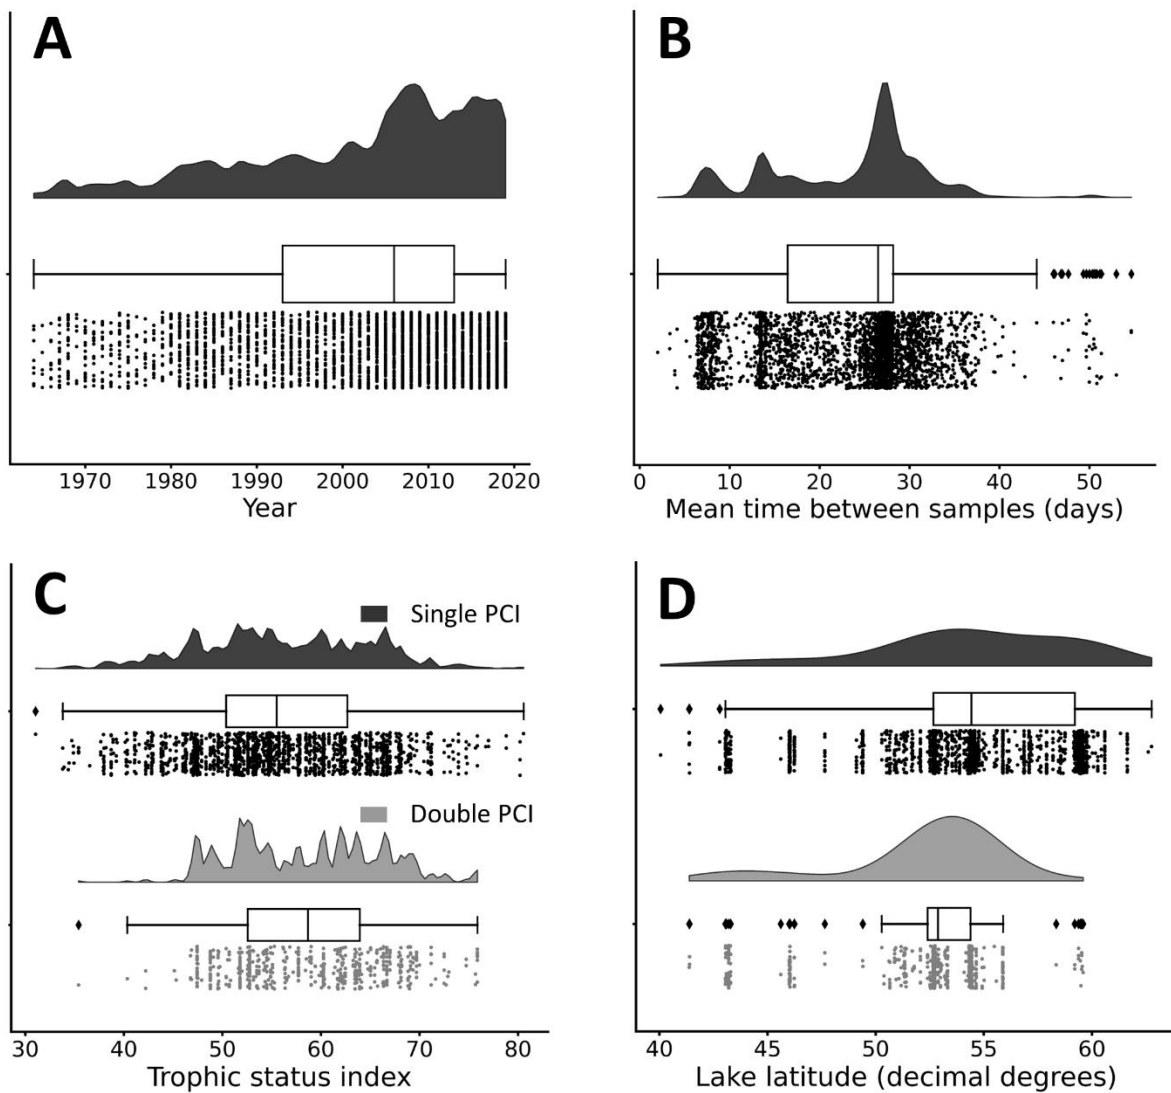 A
B
1970 1980 1990 2000 2010 2020
Year
0 10 20 30 40 50
Mean time between samples (days)
C
Single PCI
Double PCI
30 40 50 60 70 80
Trophic status index
D
40 45 50 55 60
Lake latitude (decimal degrees)